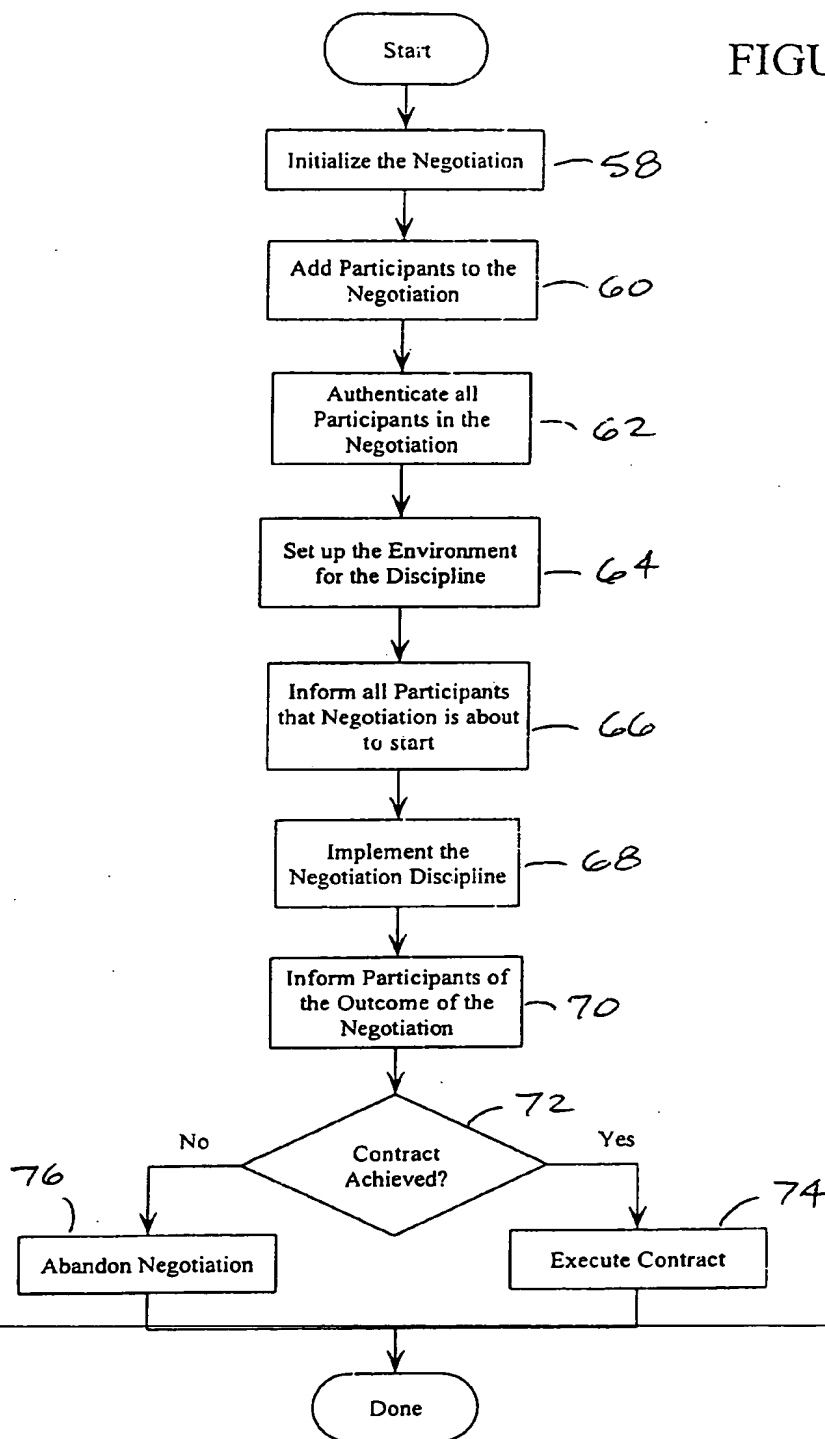 Start
FIGU
Initialize the Negotiation
58
Add Participants to the
Negotiation
60
Authenticate all
Participants in the
Negotiation
62
Set up the Environment
for the Discipline
64
Inform all Participants
that Negotiation is about
to start
66
Implement the
Negotiation Discipline
68
Inform Participants of
the Outcome of the
Negotiation
70
72
No
Contract
Achieved?
Yes
76
74
Abandon Negotiation
Execute Contract
Done